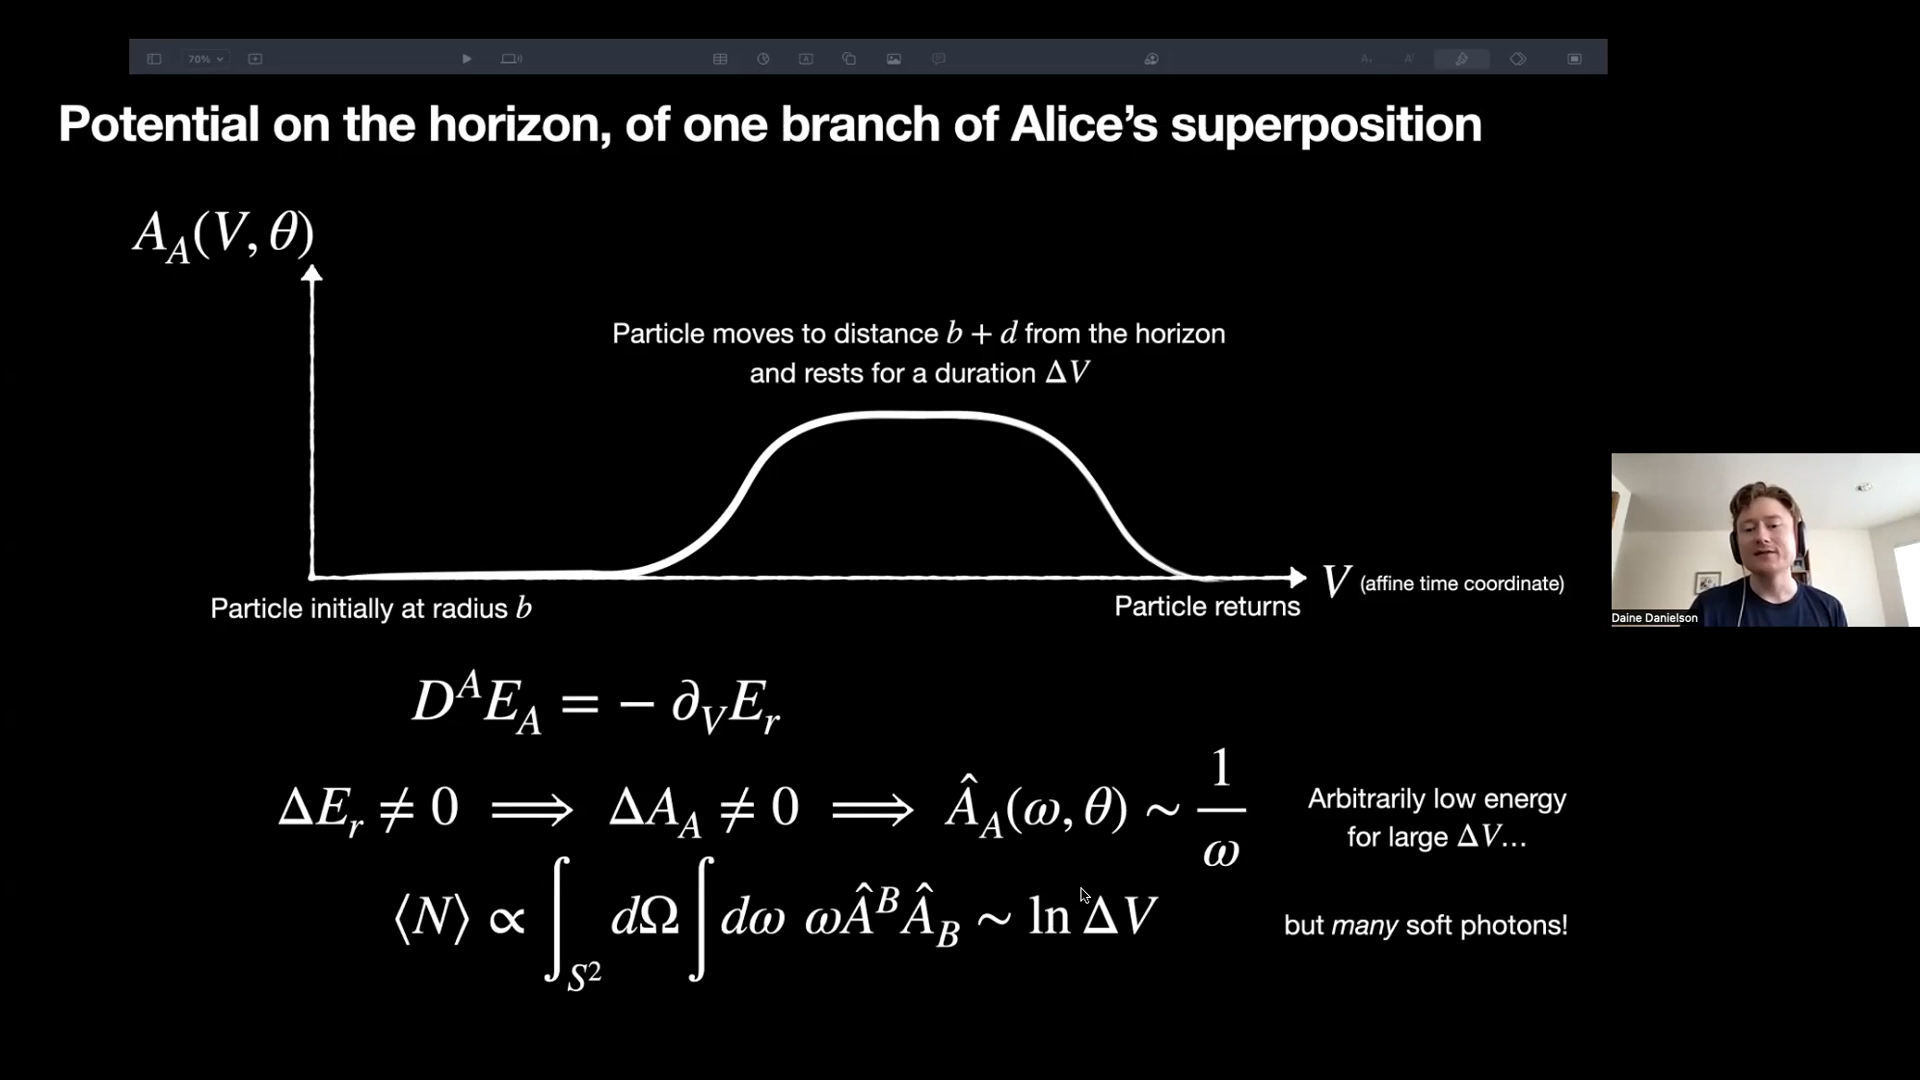 70%
Potential on the horizon, of one branch of Alice's superposition
A_A(V, θ)
Particle moves to distance b + d from the horizon
and rests for a duration ΔV
V (affine time coordinate)
Particle initially at radius b
Particle returns
Daine Danielson
D^A E_A = − ∂_V E_r
ΔE_r ≠ 0 ⟹ ΔA_A ≠ 0 ⟹ Â_A(ω, θ) ~ 1/ω
Arbitrarily low energy
for large ΔV...
⟨N⟩ ∝ ∫_{S²} dΩ ∫ dω ω Â^B Â_B ~ ln ΔV
but many soft photons!